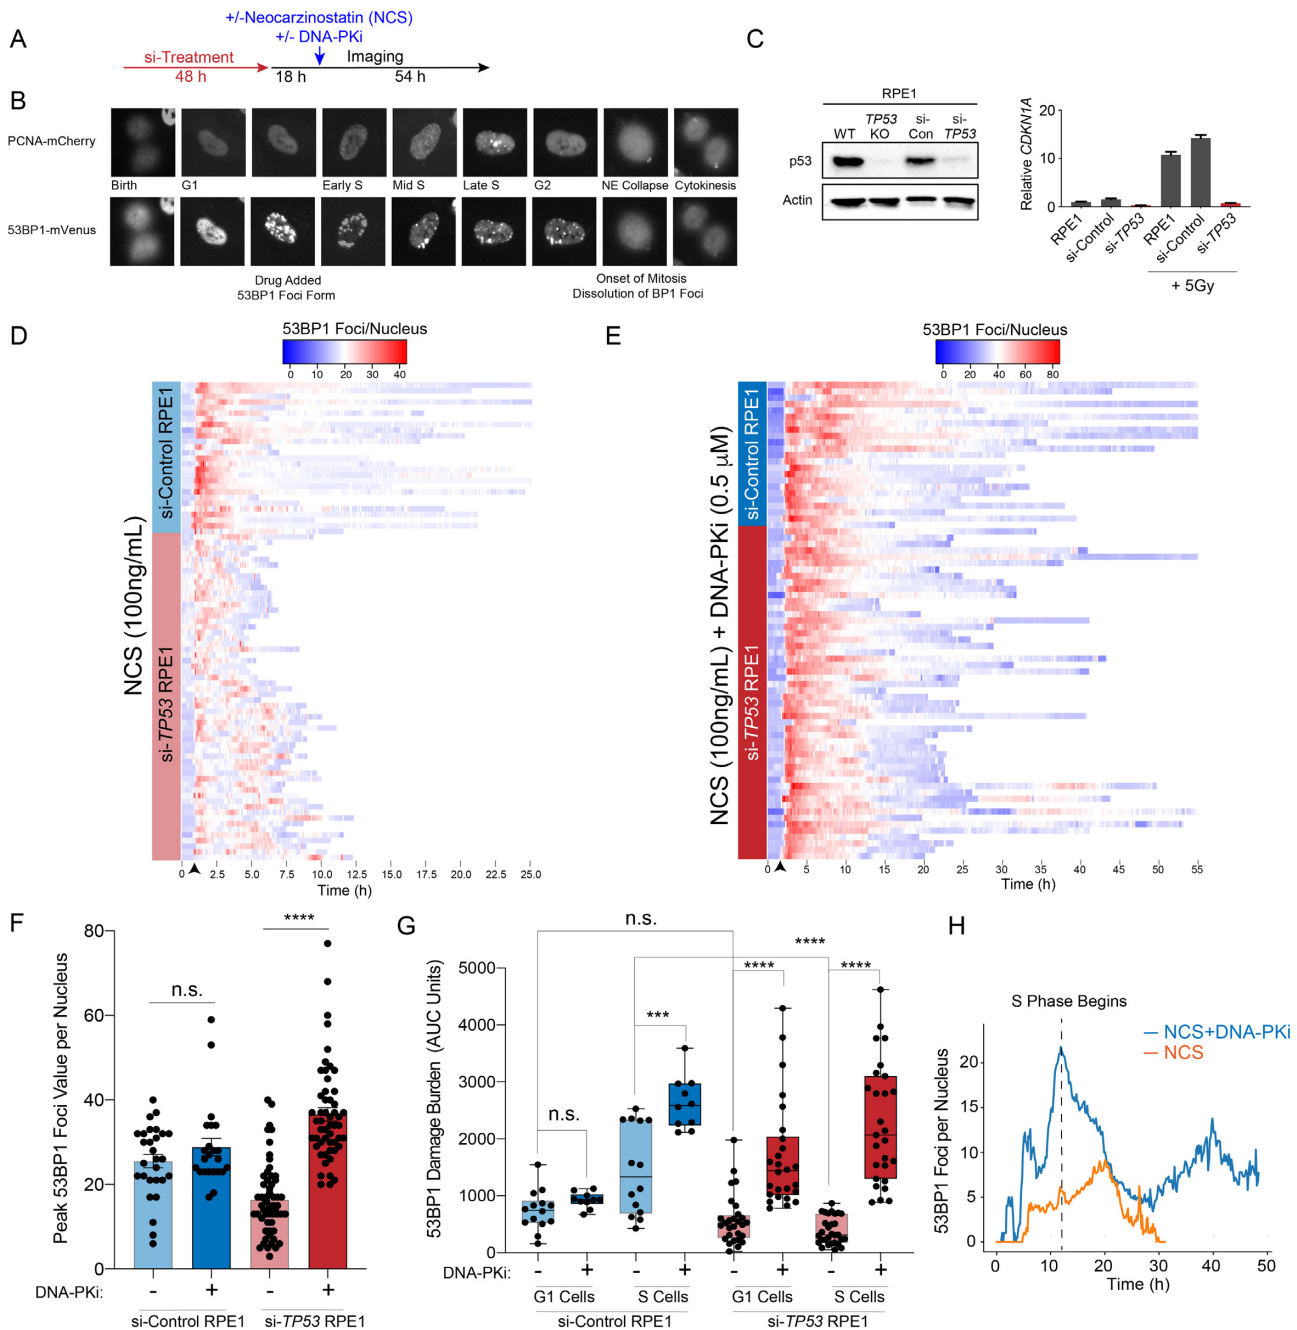 A
+/-Neocarzinostatin (NCS)
+/- DNA-PKi
si-Treatment
Imaging
48 h
18 h
54 h
B
PCNA-mCherry
Birth
G1
Early S
Mid S
Late S
G2
NE Collapse
Cytokinesis
53BP1-mVenus
Drug Added
53BP1 Foci Form
Onset of Mitosis
Dissolution of BP1 Foci
C
RPE1
WT
TP53 KO
si-Con
si-TP53
p53
Actin
Relative CDKN1A
20
10
0
RPE1
si-Control
si-TP53
RPE1
si-Control
si-TP53
+ 5Gy
D
53BP1 Foci/Nucleus
0 10 20 30 40
NCS (100ng/mL)
si-Control RPE1
si-TP53 RPE1
0 2.5 5.0 7.5 10.0 12.5 15.0 17.5 20.0 22.5 25.0
Time (h)
E
53BP1 Foci/Nucleus
0 20 40 60 80
NCS (100ng/mL) + DNA-PKi (0.5 μM)
si-Control RPE1
si-TP53 RPE1
0 5 10 15 20 25 30 35 40 45 50 55
Time (h)
F
Peak 53BP1 Foci Value per Nucleus
80
60
40
20
0
n.s.
****
DNA-PKi: - + - +
si-Control RPE1
si-TP53 RPE1
G
53BP1 Damage Burden (AUC Units)
5000
4000
3000
2000
1000
0
n.s.
****
n.s.
***
****
****
DNA-PKi: - + - + - + - +
G1 Cells
S Cells
G1 Cells
S Cells
si-Control RPE1
si-TP53 RPE1
H
S Phase Begins
NCS+DNA-PKi
NCS
53BP1 Foci per Nucleus
20
15
10
5
0
0 10 20 30 40 50
Time (h)